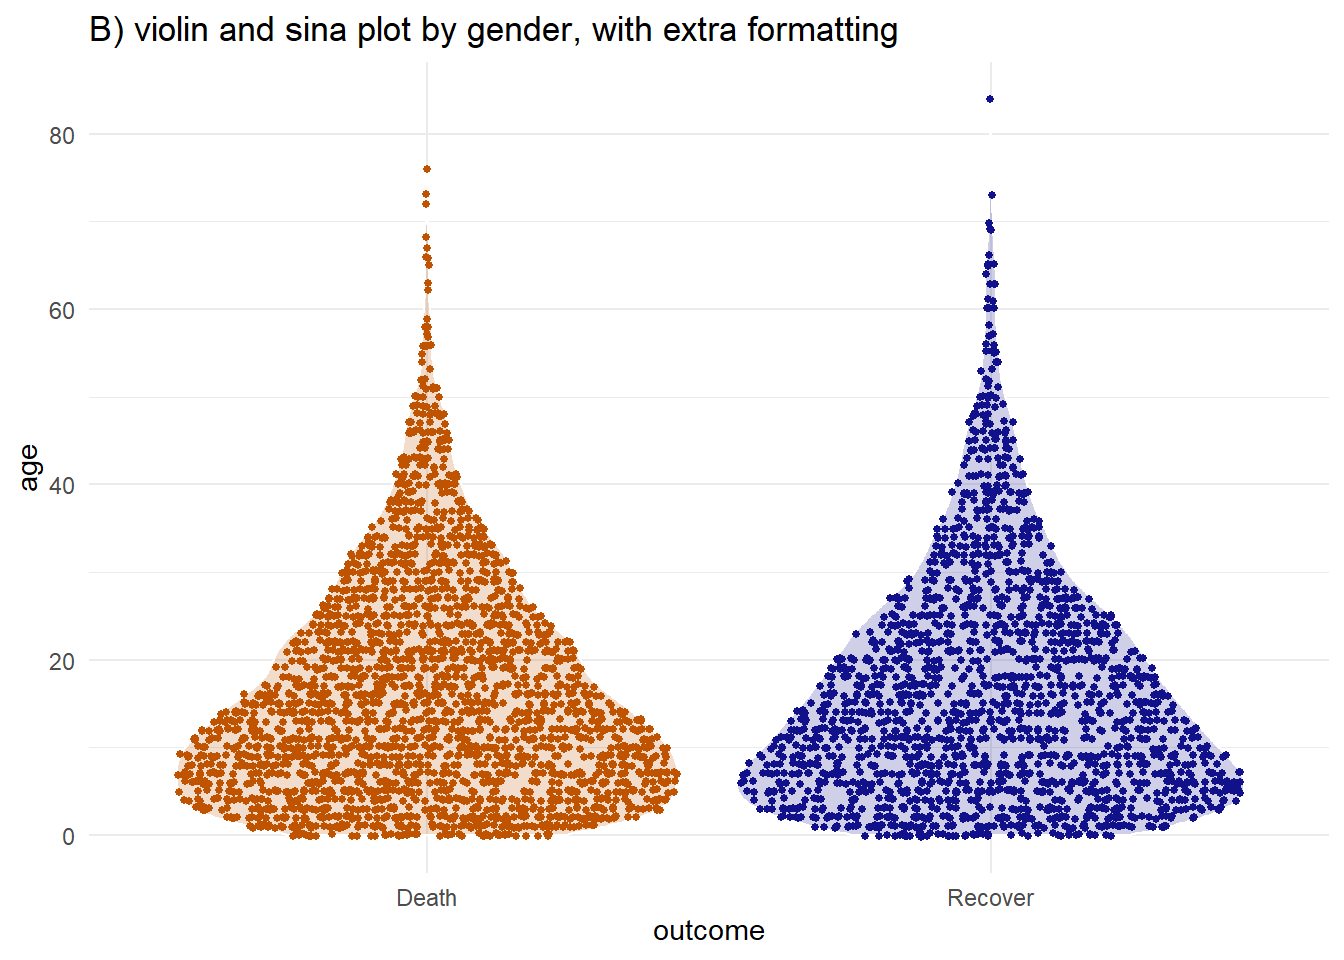 B) violin and sina plot by gender, with extra formatting
80
60
40
20
0
age
Death
Recover
outcome